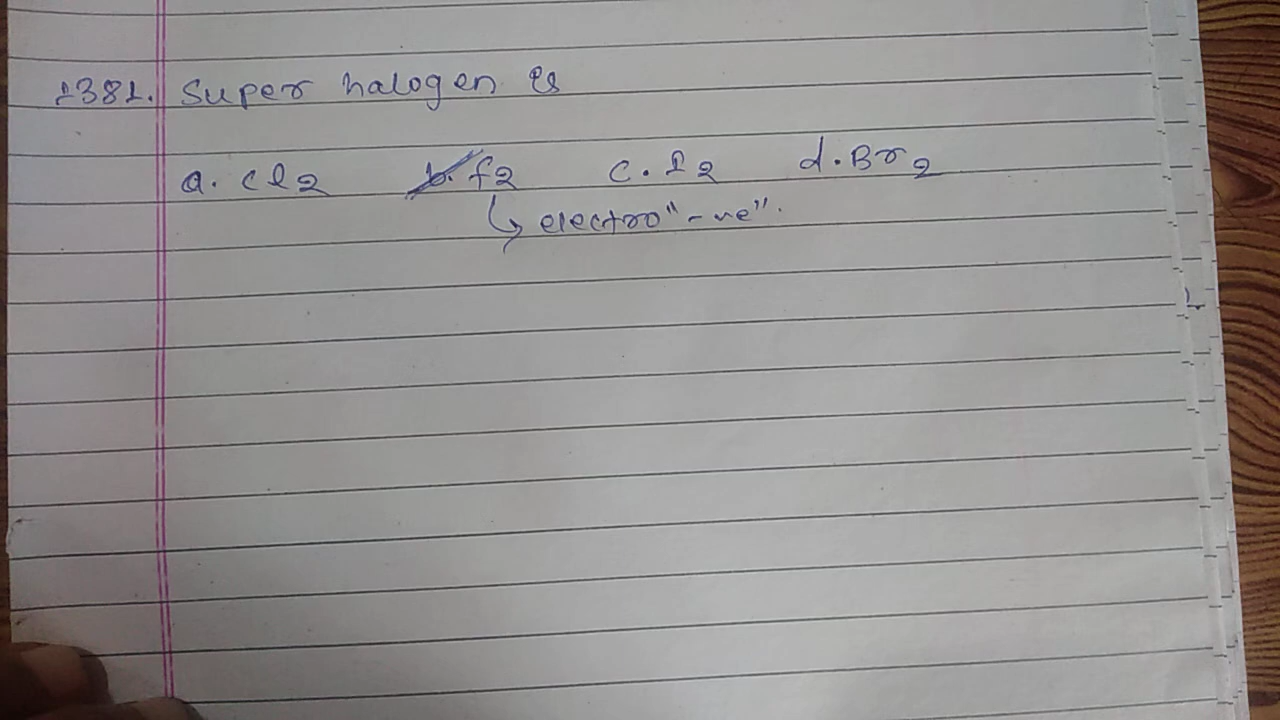 1381. Super halogen is
a. Cl2 b. f2 c. I2 d. Br2
↳ electro"-ve".